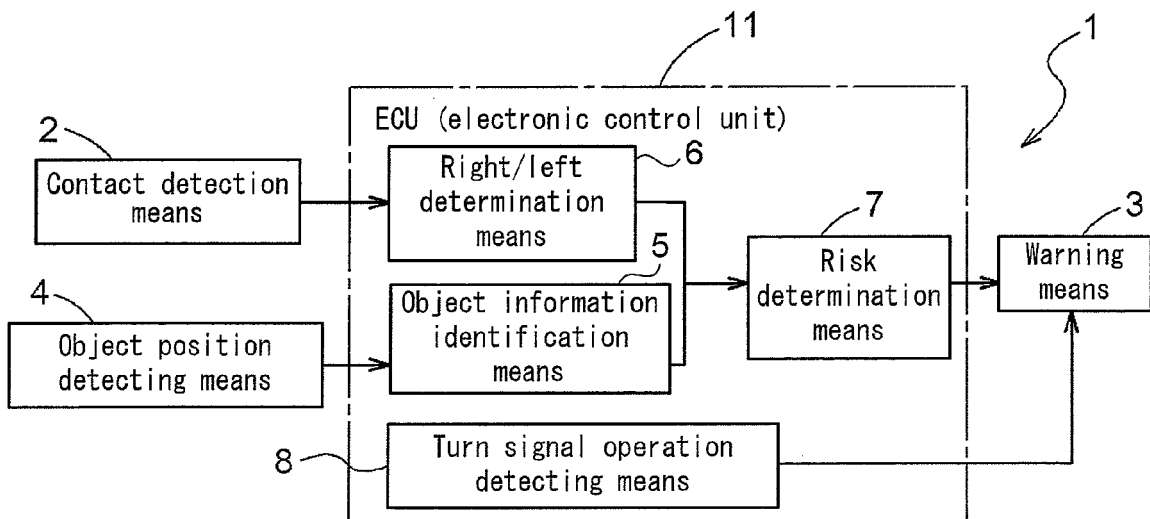 11
1
ECU (electronic control unit)
2
Contact detection
means
Right/left
determination
means
6
7
3
Risk
determination
means
Warning
means
4
Object position
detecting means
5
Object information
identification
means
8
Turn signal operation
detecting means